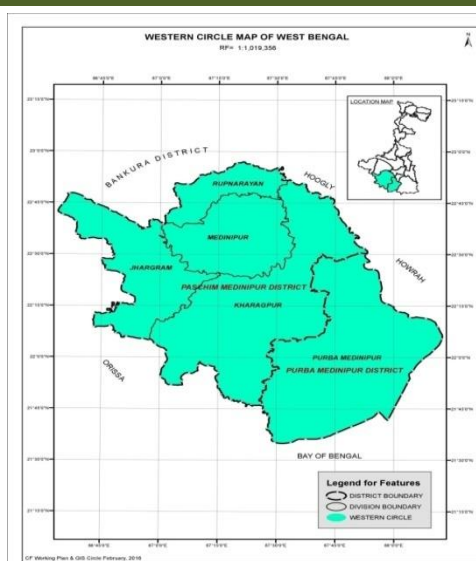 WESTERN CIRCLE MAP OF WEST BENGAL
RF= 1:1,019,356
N
LOCATION MAP
BANKURA DISTRICT
HOOGLY
RUPNARAYAN
MEDINIPUR
HOWRAH
JHARGRAM
PASCHIM MEDINIPUR DISTRICT
KHARAGPUR
ORISSA
PURBA MEDINIPUR
PURBA MEDINIPUR DISTRICT
BAY OF BENGAL
Legend for Features
DISTRICT BOUNDARY
DIVISION BOUNDARY
WESTERN CIRCLE
CF Working Plan & GIS Circle February, 2016